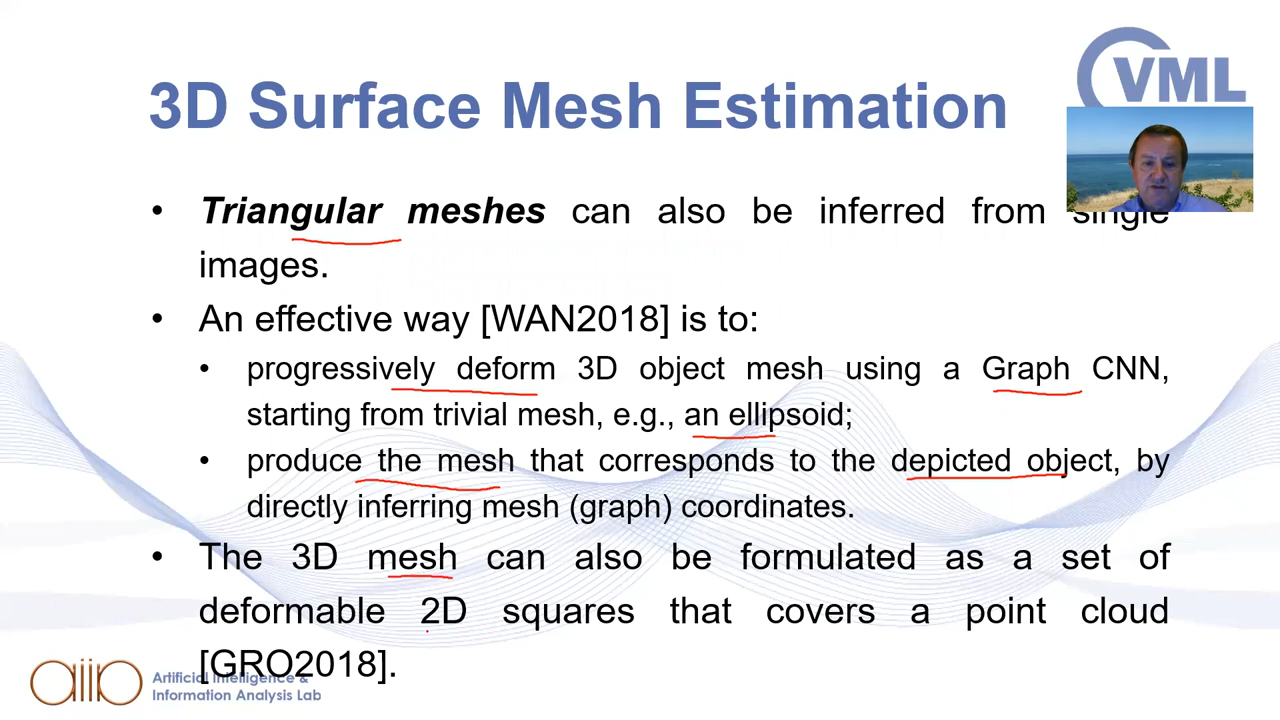 VML
3D Surface Mesh Estimation
• Triangular meshes can also be inferred from single
images.
• An effective way [WAN2018] is to:
• progressively deform 3D object mesh using a Graph CNN,
starting from trivial mesh, e.g., an ellipsoid;
• produce the mesh that corresponds to the depicted object, by
directly inferring mesh (graph) coordinates.
• The 3D mesh can also be formulated as a set of
deformable 2D squares that covers a point cloud
[GRO2018].
aiia Artificial Intelligence &
Information Analysis Lab